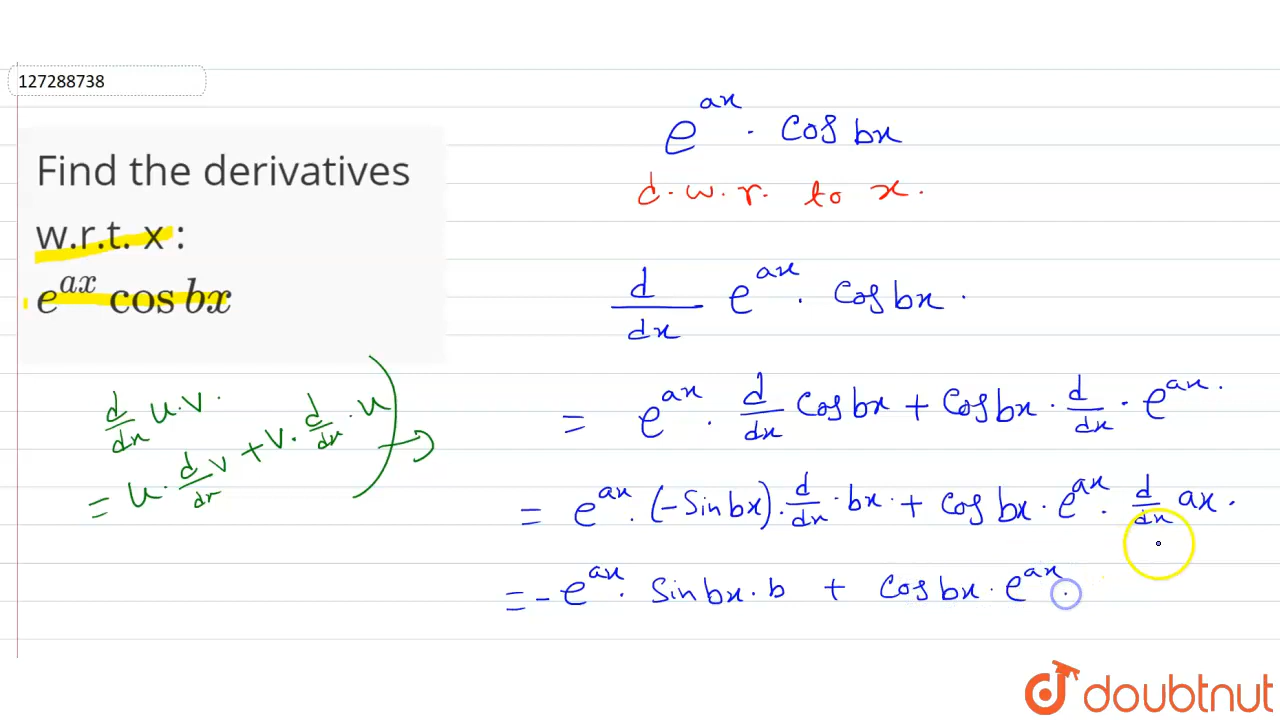 127288738
Find the derivatives
w.r.t. x :
e^{ax} cos bx
d/dx u.v.
= u. d/dx v + v. d/dx . u
e^{ax} . cos bx
d.w.r. to x.
d/dx e^{ax} . cos bx .
= e^{ax} . d/dx cos bx + cos bx . d/dx . e^{ax} .
= e^{ax} . (-Sin bx) . d/dx . bx . + cos bx . e^{ax} . d/dx ax .
= - e^{ax} . Sin bx . b + cos bx . e^{ax} .
doubtnut